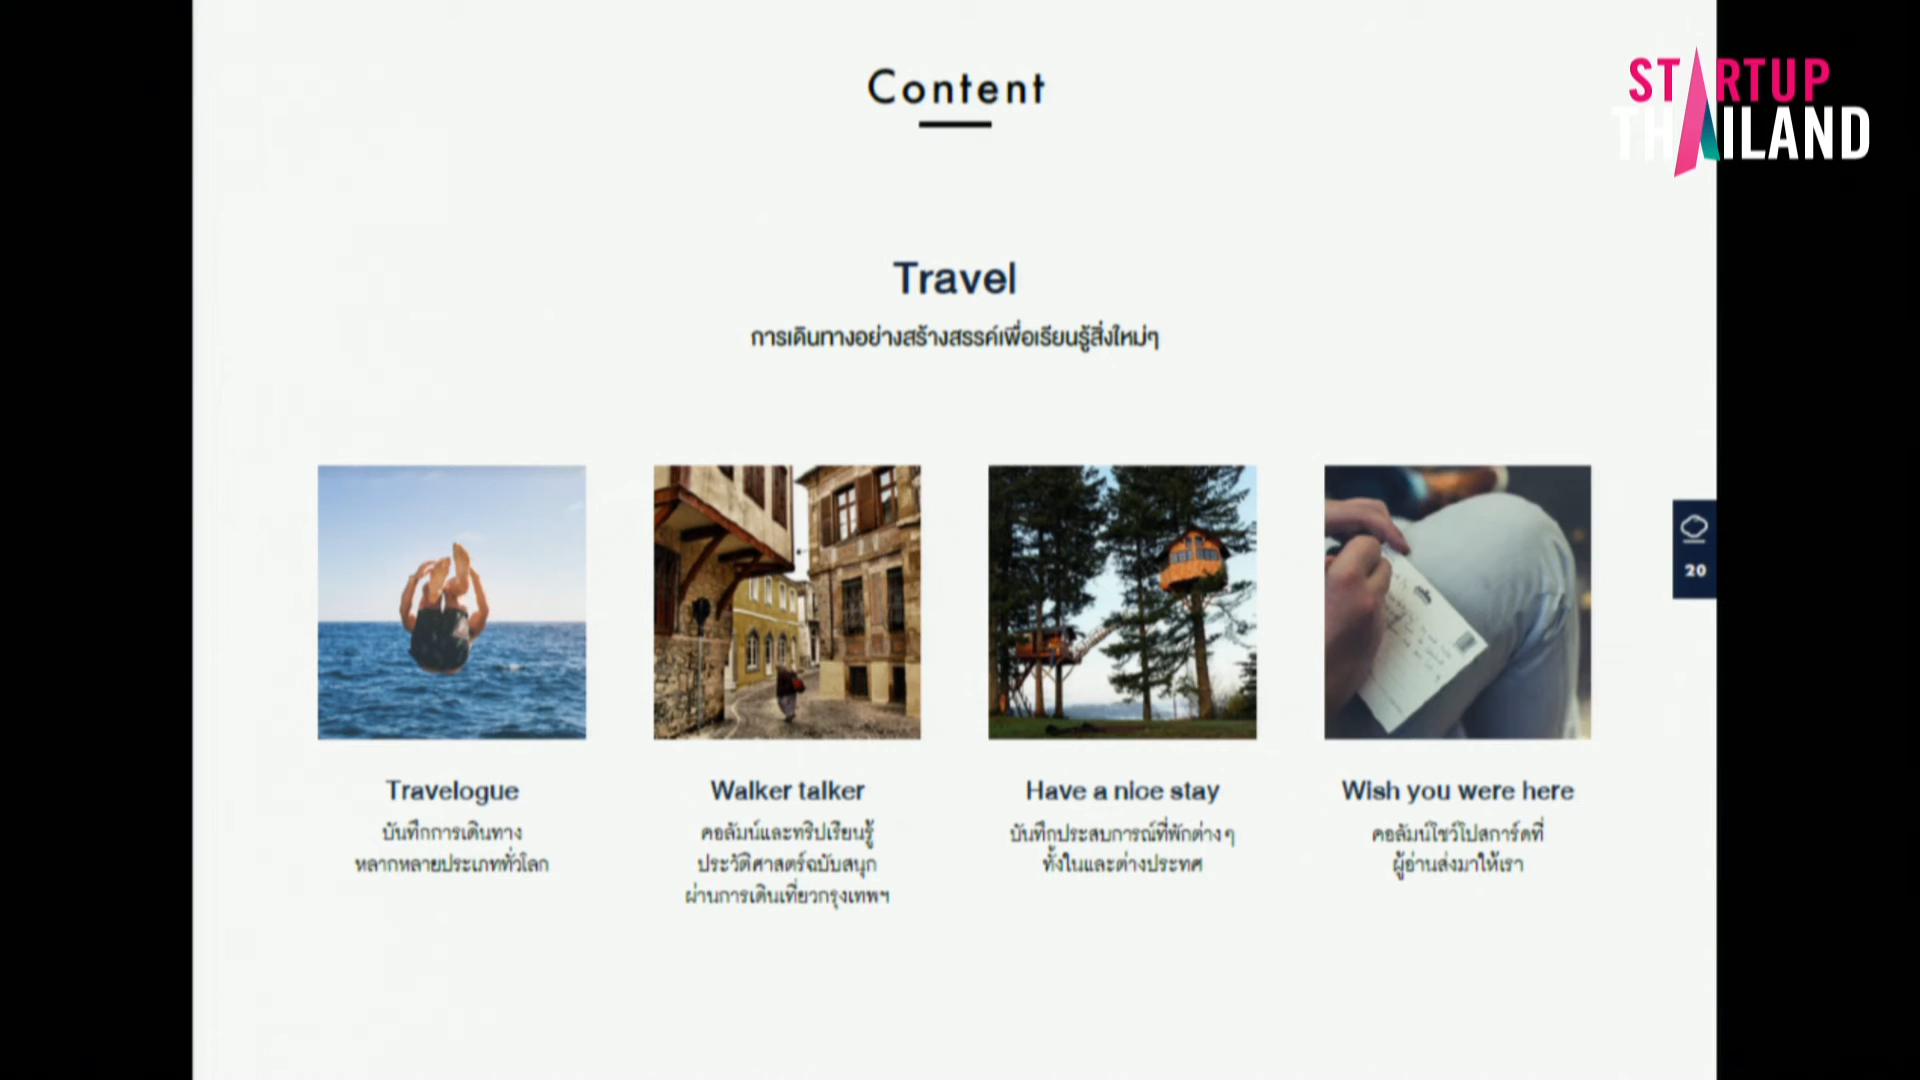 Content
STARTUP
THAILAND
Travel
การเดินทางอย่างสร้างสรรค์เพื่อเรียนรู้สิ่งใหม่ๆ
20
Travelogue
บันทึกการเดินทาง
หลากหลายประเภททั่วโลก
Walker talker
คอลัมน์และทริปเรียนรู้
ประวัติศาสตร์ฉบับสนุก
ผ่านการเดินเที่ยวกรุงเทพฯ
Have a nice stay
บันทึกประสบการณ์ที่พักต่าง ๆ
ทั้งในและต่างประเทศ
Wish you were here
คอลัมน์โชว์โปสการ์ดที่
ผู้อ่านส่งมาให้เรา